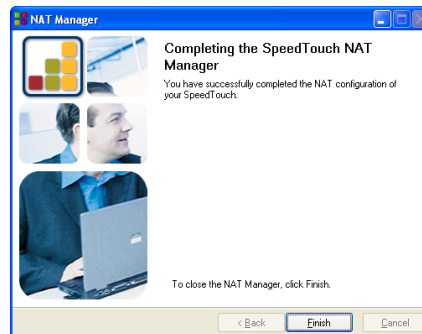 NAT Manager
Completing the SpeedTouch NAT
Manager
You have successfully completed the NAT configuration of
your SpeedTouch.
To close the NAT Manager, click Finish.
< Back
Finish
Cancel